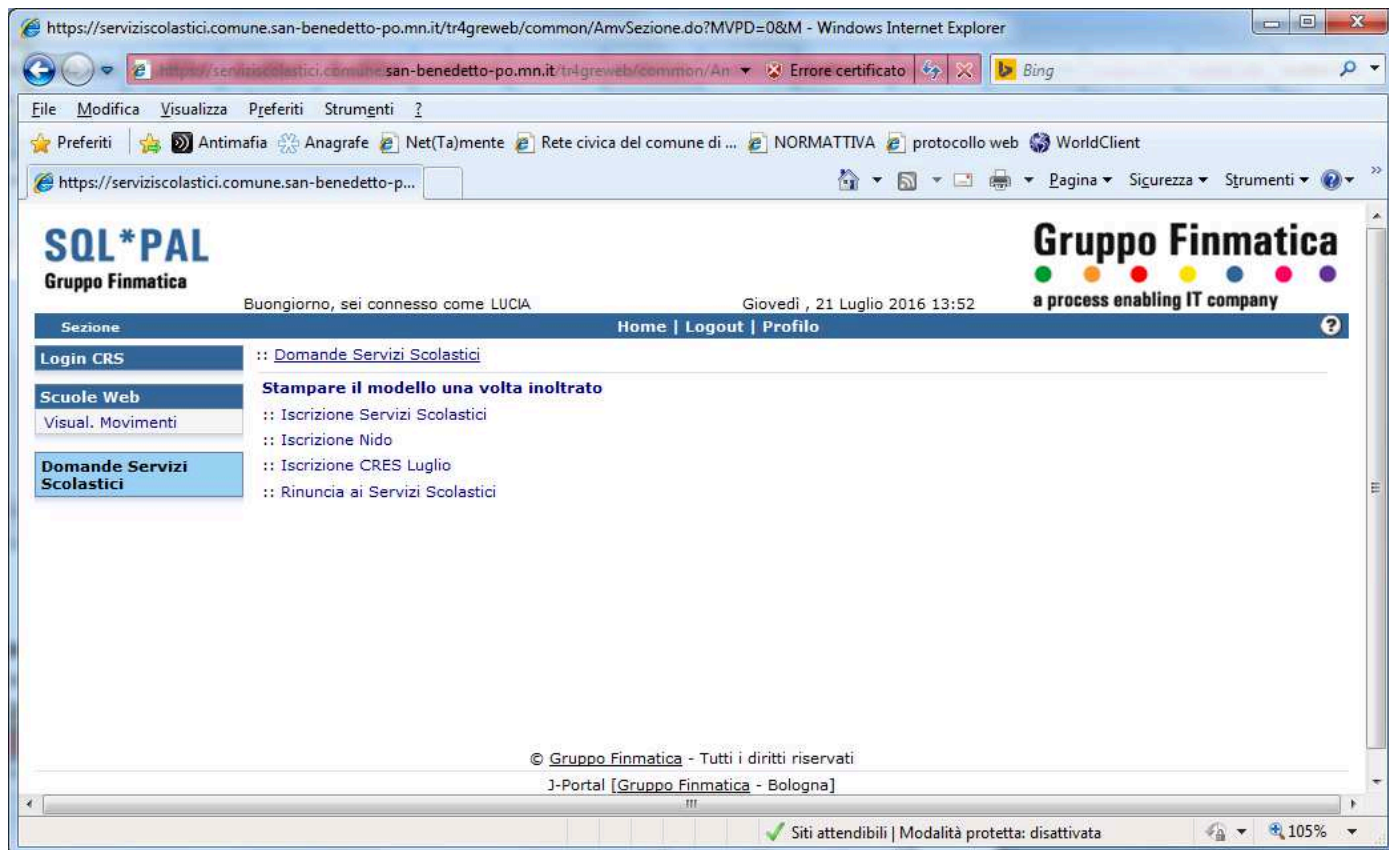 https://serviziscolastici.comune.san-benedetto-po.mn.it/tr4greweb/common/AmvSezione.do?MVPD=0&M - Windows Internet Explorer
https://serviziscolastici.comune.san-benedetto-po.mn.it/tr4greweb/common/An Errore certificato Bing
File Modifica Visualizza Preferiti Strumenti ?
Preferiti Antimafia Anagrafe Net(Ta)mente Rete civica del comune di ... NORMATTIVA protocollo web WorldClient
https://serviziscolastici.comune.san-benedetto-p... Pagina Sicurezza Strumenti »
SQL*PAL
Gruppo Finmatica
Gruppo Finmatica
a process enabling IT company
Buongiorno, sei connesso come LUCIA Giovedì , 21 Luglio 2016 13:52
Sezione Home | Logout | Profilo ?
Login CRS
:: Domande Servizi Scolastici
Scuole Web
Visual. Movimenti
Domande Servizi
Scolastici
Stampare il modello una volta inoltrato
:: Iscrizione Servizi Scolastici
:: Iscrizione Nido
:: Iscrizione CRES Luglio
:: Rinuncia ai Servizi Scolastici
© Gruppo Finmatica - Tutti i diritti riservati
J-Portal [Gruppo Finmatica - Bologna]
Siti attendibili | Modalità protetta: disattivata 105%